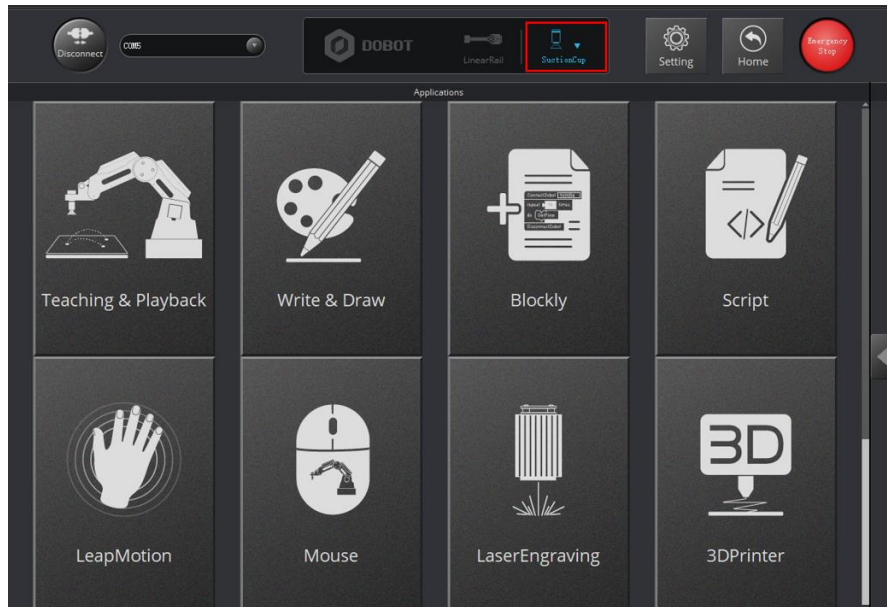 Disconnect
COM5
DOBOT
LinearRail
SuctionCup
Setting
Home
Emergency
Stop
Applications
Teaching & Playback
Write & Draw
Blockly
Script
LeapMotion
Mouse
LaserEngraving
3D
3DPrinter